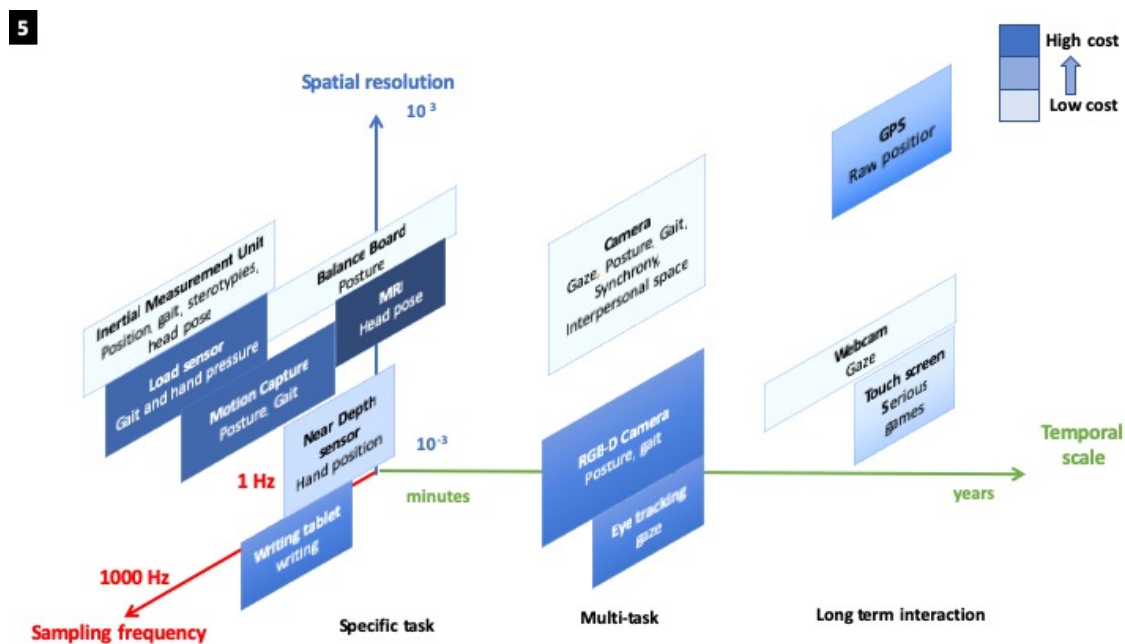 5
High cost
Low cost
Spatial resolution
10 3
GPS
Raw position
Camera
Gaze, Posture, Gait,
Synchrony,
Interpersonal space
Inertial Measurement Unit
Position, gait, sterotypies,
head pose
Balance Board
Posture
MRI
Head pose
Load sensor
Gait and hand pressure
Motion Capture
Posture, Gait
Webcam
Gaze
Touch screen
Serious
games
Near Depth
sensor
Hand position
10-3
RGB-D Camera
Posture, gait
Temporal
scale
1 Hz
minutes
years
Writing tablet
writing
Eye tracking
gaze
1000 Hz
Sampling frequency
Specific task
Multi-task
Long term interaction